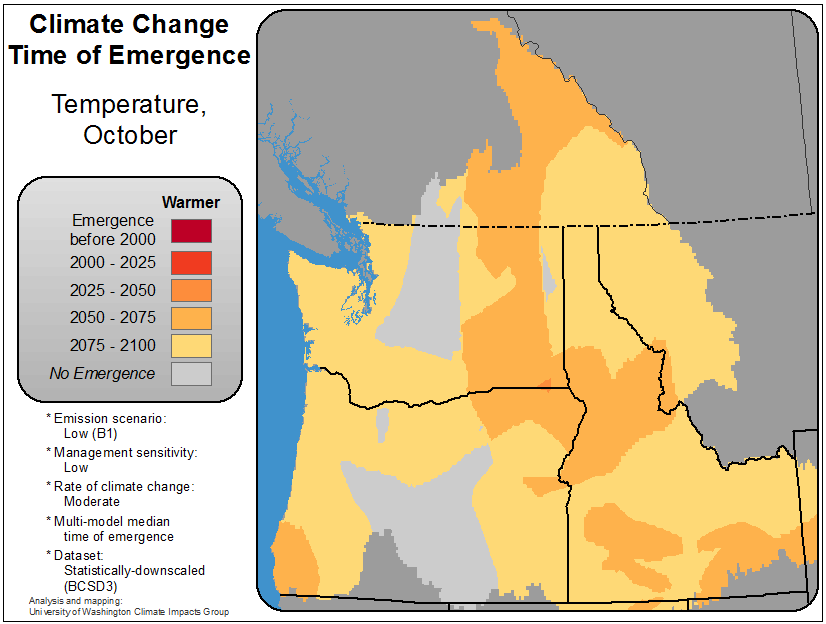 Climate Change
Time of Emergence
Temperature,
October
Warmer
Emergence
before 2000
2000 - 2025
2025 - 2050
2050 - 2075
2075 - 2100
No Emergence
* Emission scenario:
Low (B1)
* Management sensitivity:
Low
* Rate of climate change:
Moderate
* Multi-model median
time of emergence
* Dataset:
Statistically-downscaled
(BCSD3)
Analysis and mapping:
University of Washington Climate Impacts Group